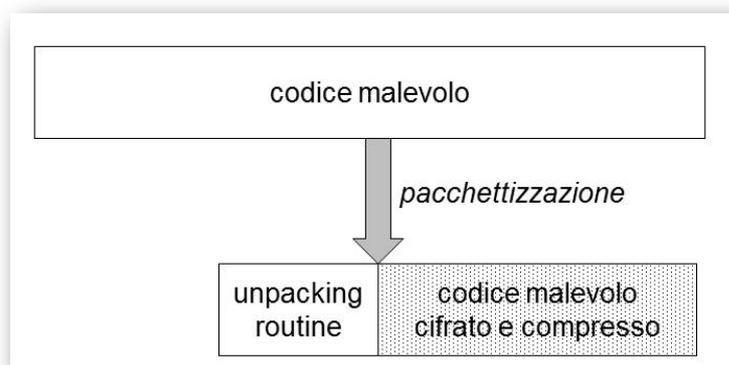 codice malevolo
pacchettizzazione
unpacking
routine
codice malevolo
cifrato e compresso